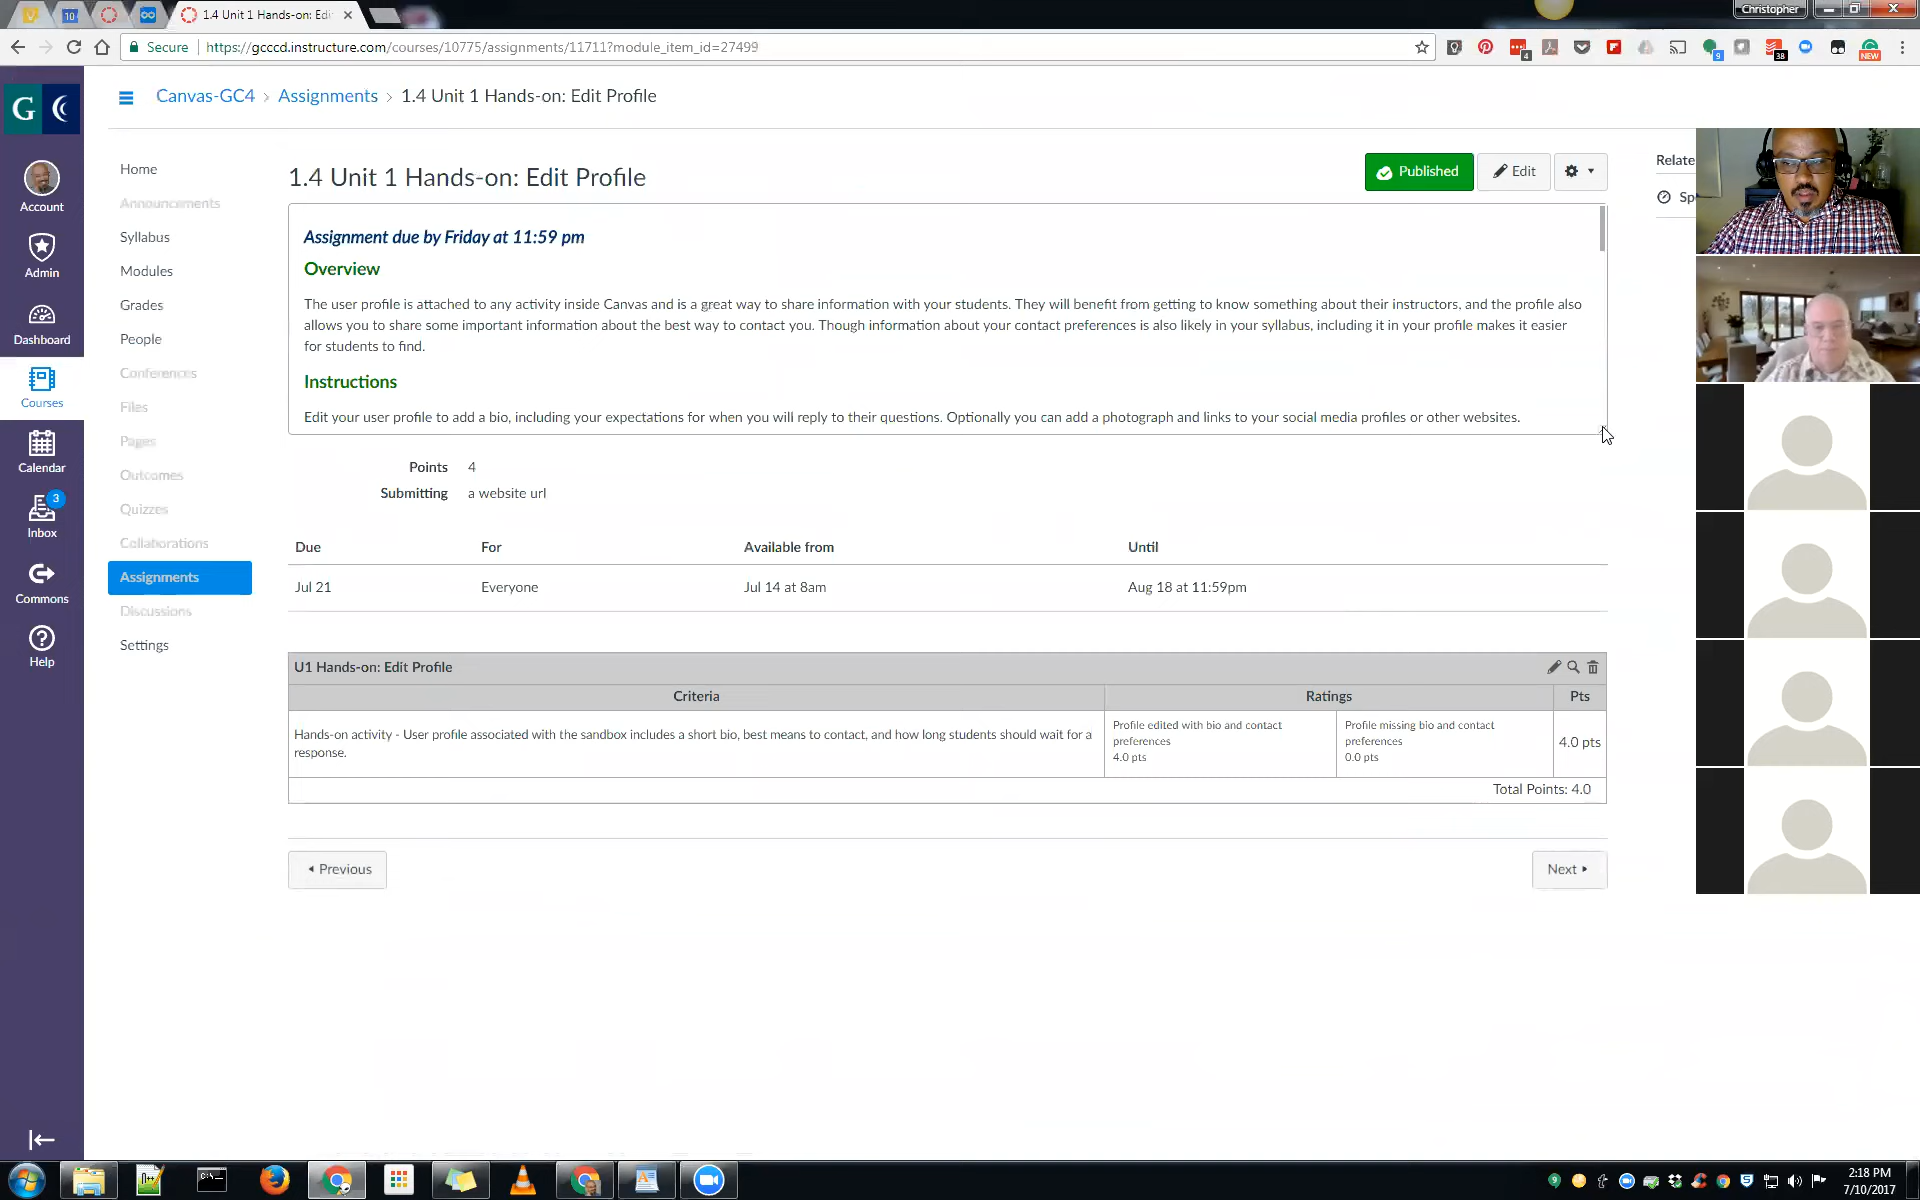 10
1.4 Unit 1 Hands-on: Edi
Christopher
Secure
https://gcccd.instructure.com/courses/10775/assignments/11711?module_item_id=27499
4
9
38
NEW
G
Canvas-GC4 › Assignments › 1.4 Unit 1 Hands-on: Edit Profile
Account
Admin
Dashboard
Courses
Calendar
3
Inbox
Commons
Help
Home
Announcements
Syllabus
Modules
Grades
People
Conferences
Files
Pages
Outcomes
Quizzes
Collaborations
Assignments
Discussions
Settings
1.4 Unit 1 Hands-on: Edit Profile
Published
Edit
Relate
Sp
Assignment due by Friday at 11:59 pm
Overview
The user profile is attached to any activity inside Canvas and is a great way to share information with your students. They will benefit from getting to know something about their instructors, and the profile also
allows you to share some important information about the best way to contact you. Though information about your contact preferences is also likely in your syllabus, including it in your profile makes it easier
for students to find.
Instructions
Edit your user profile to add a bio, including your expectations for when you will reply to their questions. Optionally you can add a photograph and links to your social media profiles or other websites.
Points 4
Submitting a website url
Due For Available from Until
Jul 21 Everyone Jul 14 at 8am Aug 18 at 11:59pm
U1 Hands-on: Edit Profile
Criteria Ratings Pts
Hands-on activity - User profile associated with the sandbox includes a short bio, best means to contact, and how long students should wait for a
response.
Profile edited with bio and contact
preferences
4.0 pts
Profile missing bio and contact
preferences
0.0 pts
4.0 pts
Total Points: 4.0
Previous
Next
2:18 PM
7/10/2017